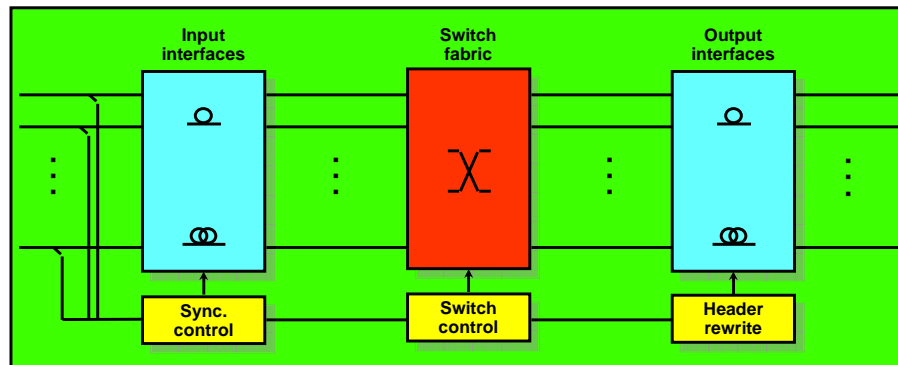 Input
interfaces
Switch
fabric
Output
interfaces
Sync.
control
Switch
control
Header
rewrite